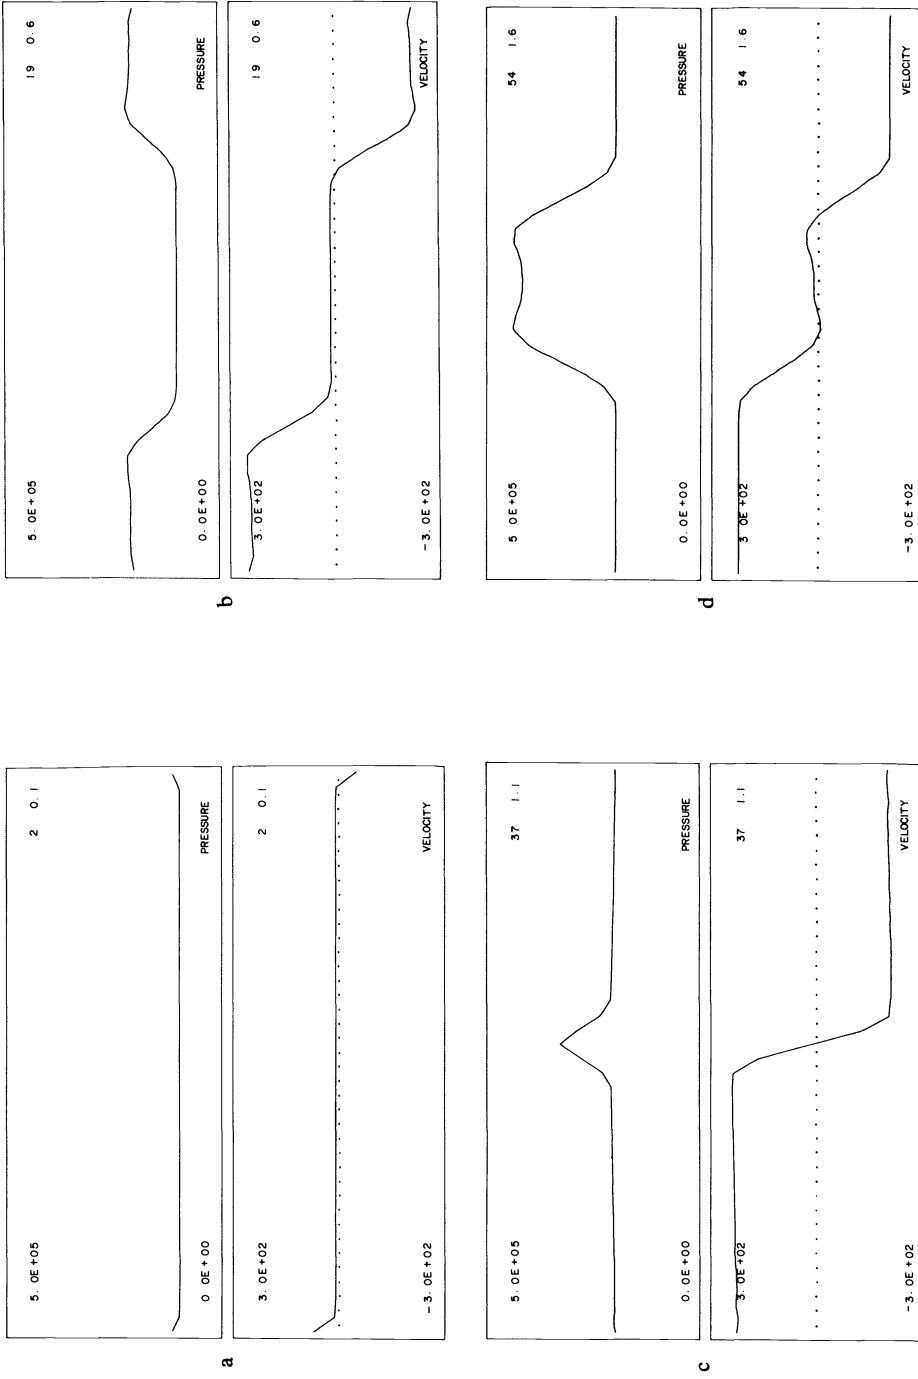 5. 0E+05
2 0.1
0 0E+00
PRESSURE
3. 0E+02
2 0.1
-3. 0E+02
VELOCITY
a
5. 0E+05
19 0.6
0. 0E+00
PRESSURE
3. 0E+02
19 0.6
-3. 0E+02
VELOCITY
b
5. 0E+05
37 1.1
0. 0E+00
PRESSURE
3. 0E+02
37 1.1
-3. 0E+02
VELOCITY
c
5 0E+05
54 1.6
0. 0E+00
PRESSURE
3 0E+02
54 1.6
-3. 0E+02
VELOCITY
d